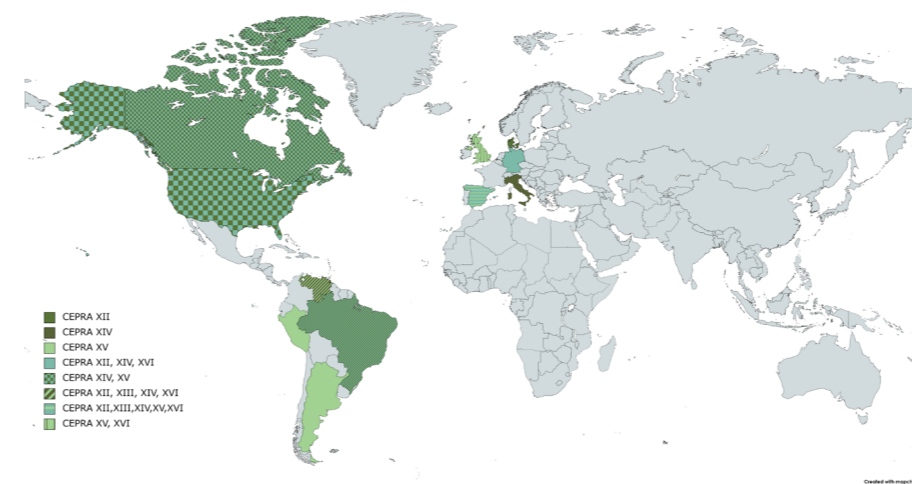 CEPRA XII
CEPRA XIV
CEPRA XV
CEPRA XII, XIV, XVI
CEPRA XIV, XV
CEPRA XII, XIII, XIV, XVI
CEPRA XII,XIII,XIV,XV,XVI
CEPRA XV, XVI
Created with mapch